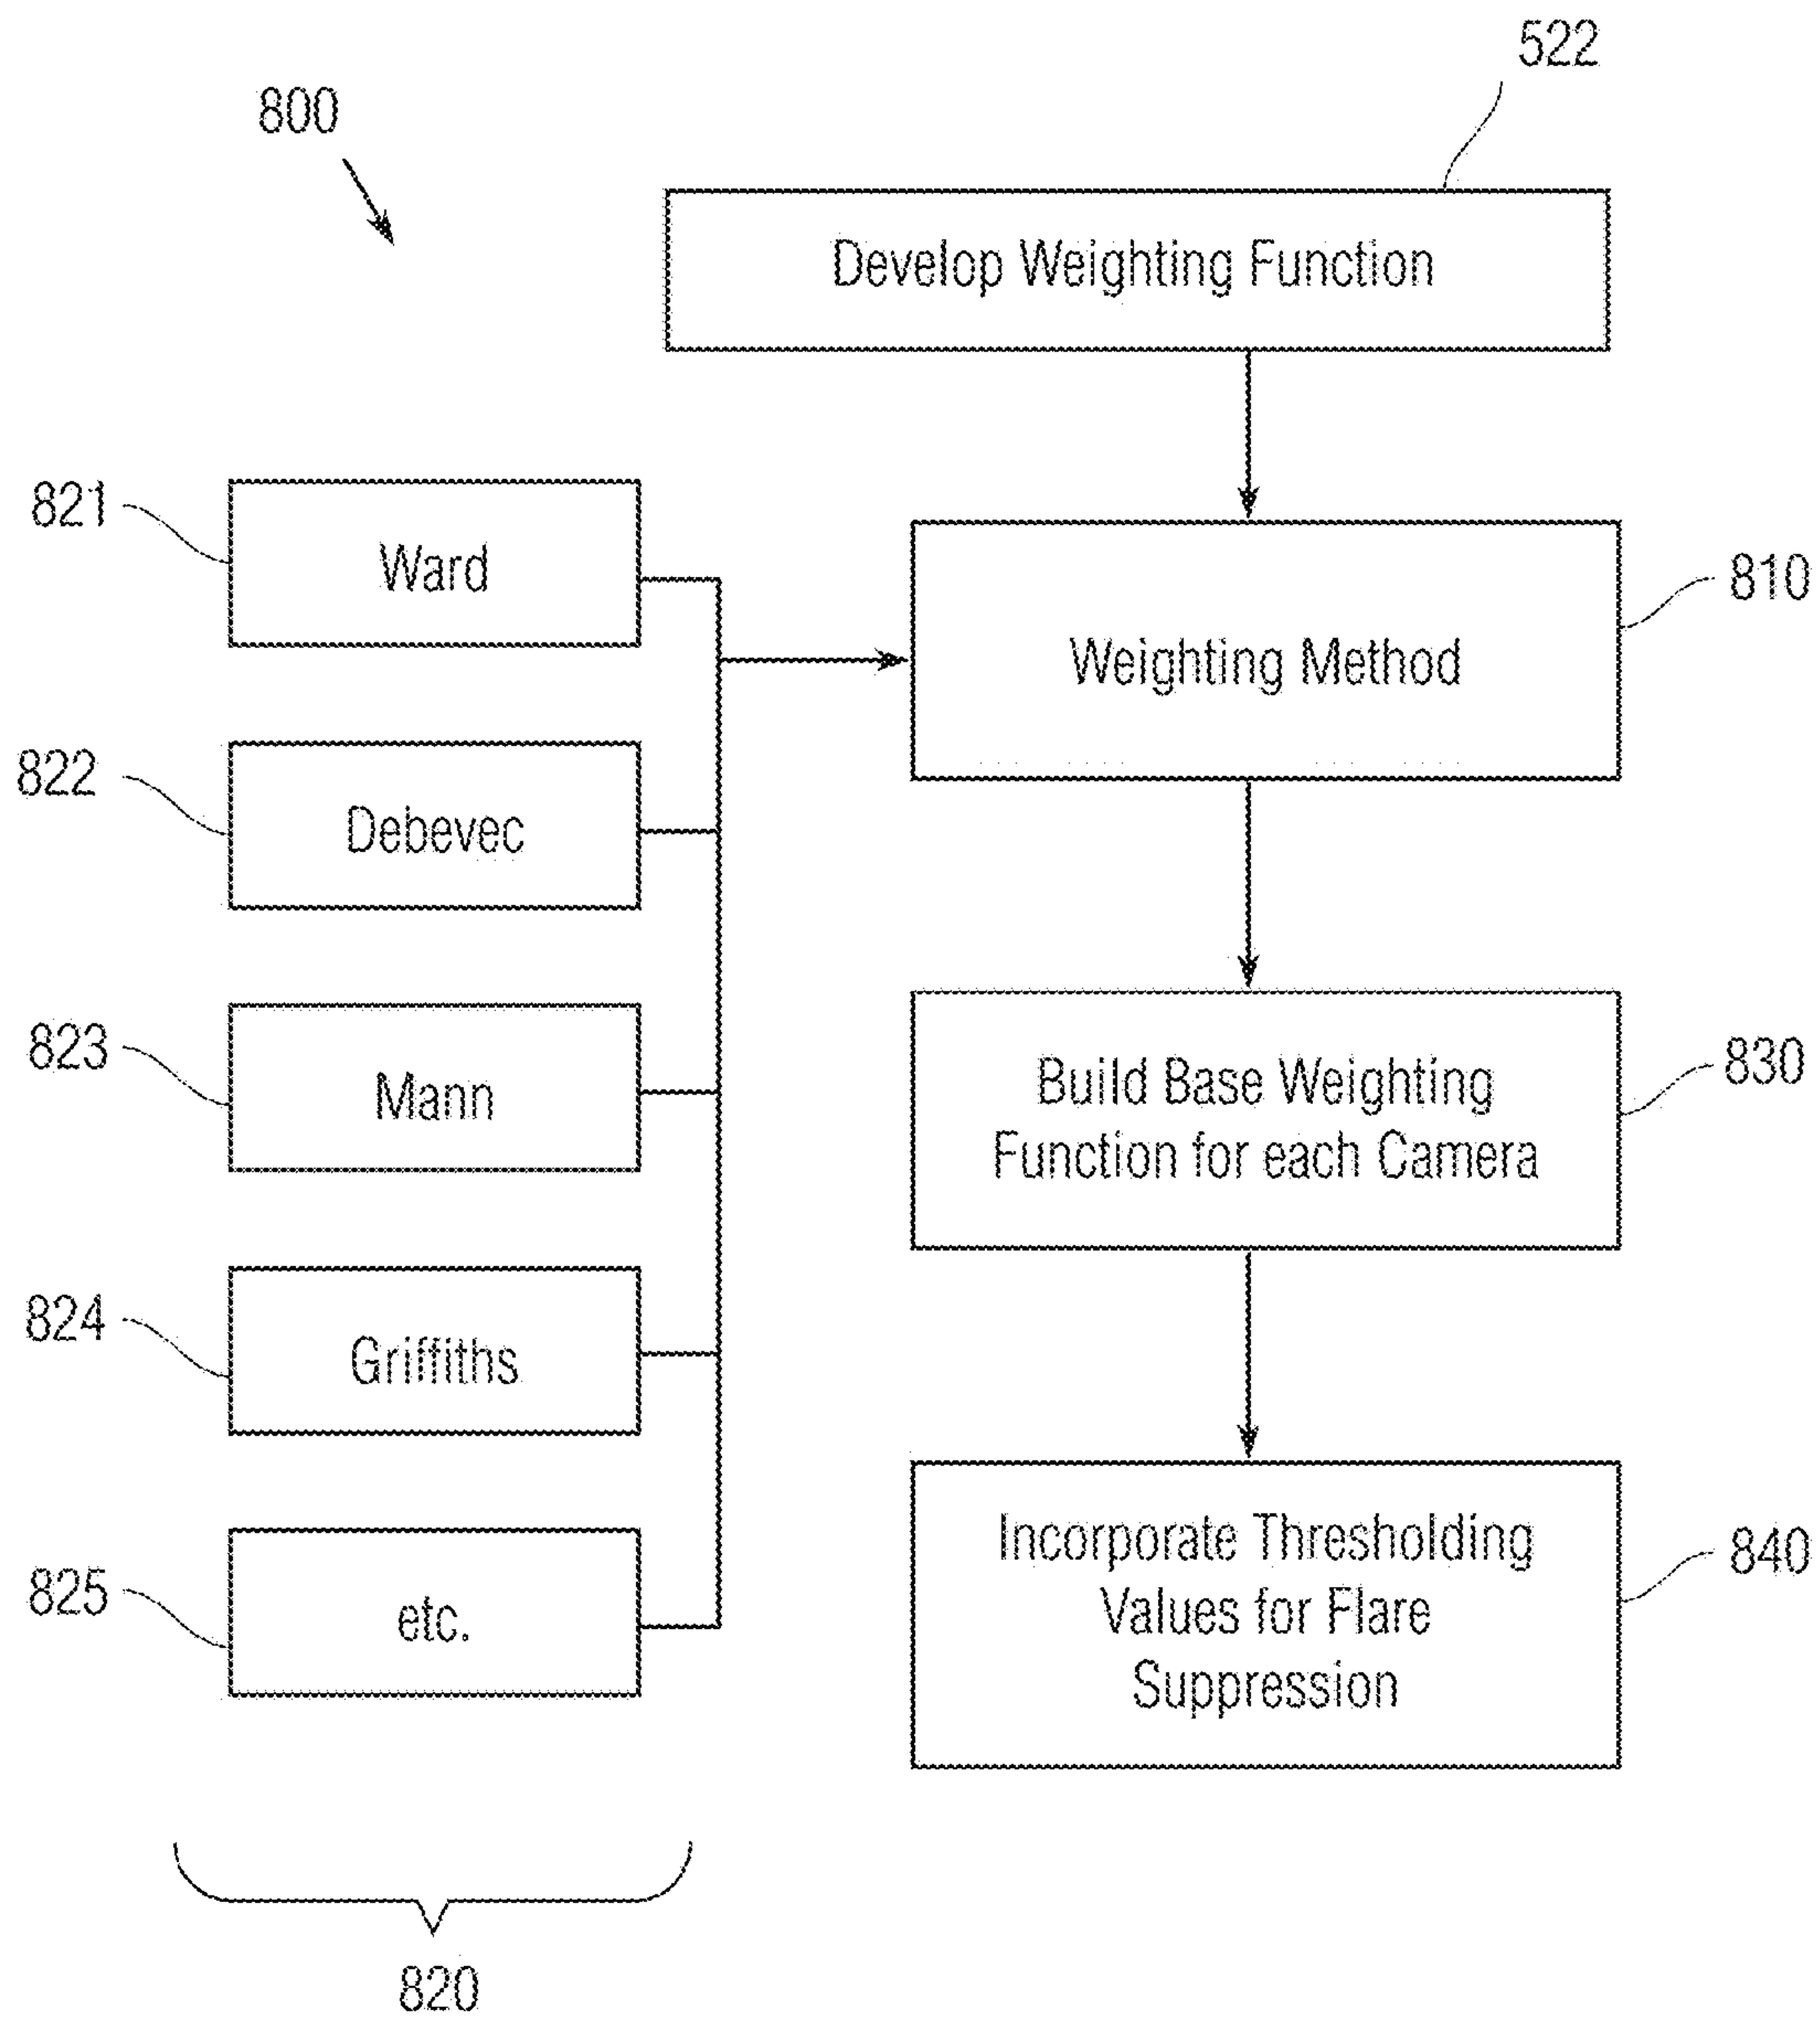 522
800
Develop Weighting Function
821
Ward
810
Weighting Method
822
Debevec
823
Mann
830
Build Base Weighting
Function for each Camera
824
Griffiths
840
Incorporate Thresholding
Values for Flare
Suppression
825
etc.
820